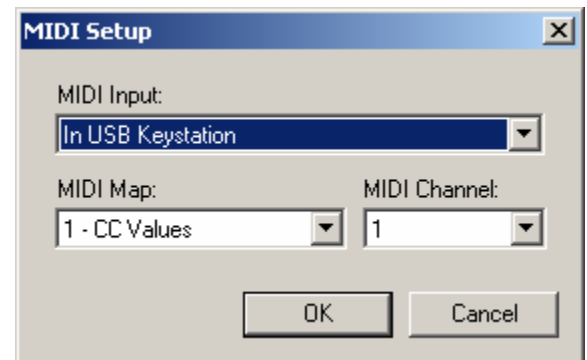 MIDI Setup
MIDI Input:
In USB Keystation
MIDI Map:
MIDI Channel:
1 - CC Values
1
OK
Cancel